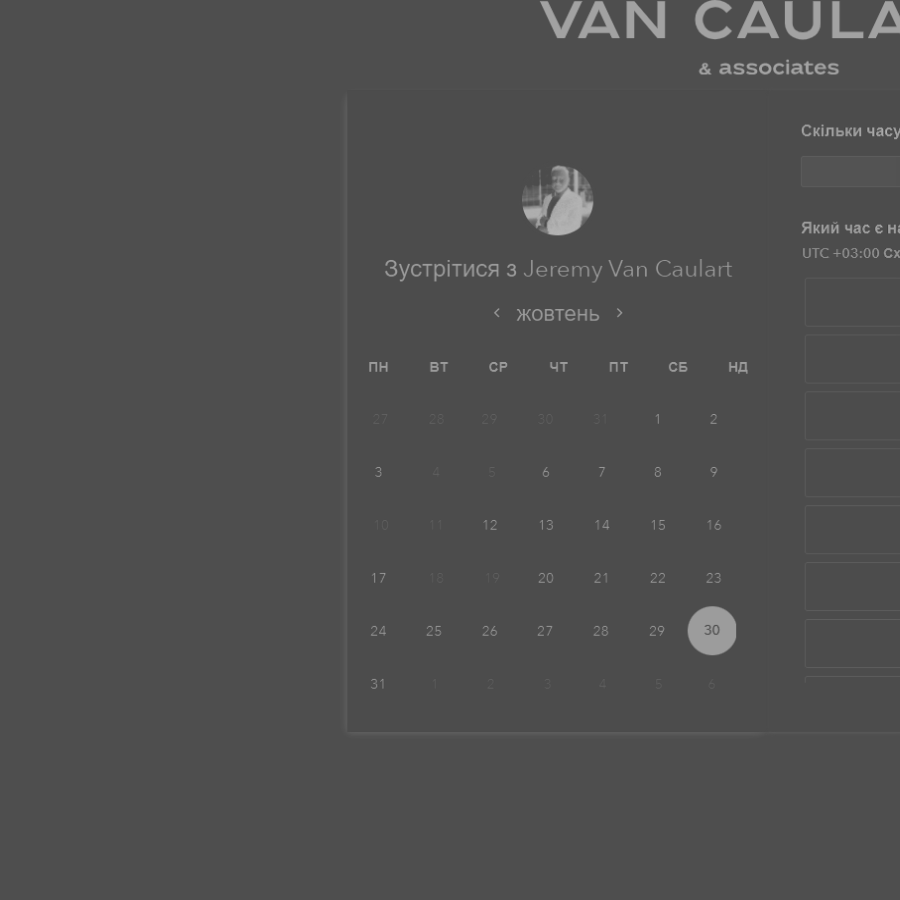 VAN CAULA
& associates
Скільки часу
Зустрітися з Jeremy Van Caulart
Який час є на
UTC +03:00 Сх
жовтень
ПН ВТ СР ЧТ ПТ СБ НД
27 28 29 30 31 1 2
3 4 5 6 7 8 9
10 11 12 13 14 15 16
17 18 19 20 21 22 23
24 25 26 27 28 29 30
31 1 2 3 4 5 6